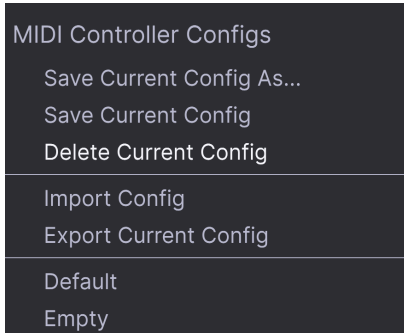 MIDI Controller Configs
Save Current Config As...
Save Current Config
Delete Current Config
Import Config
Export Current Config
Default
Empty